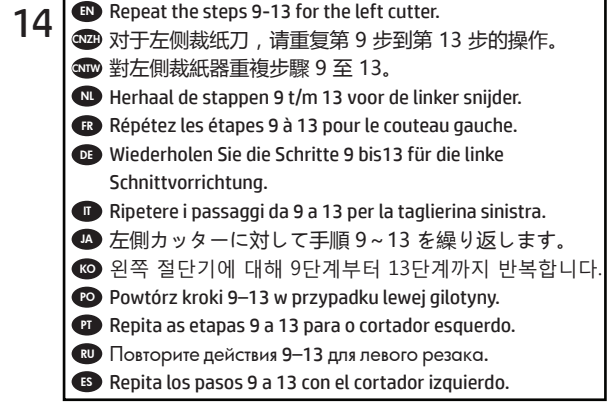 14
EN Repeat the steps 9-13 for the left cutter.
CNZH 对于左侧裁纸刀，请重复第 9 步到第 13 步的操作。
CNTW 對左側裁紙器重複步驟 9 至 13。
NL Herhaal de stappen 9 t/m 13 voor de linker snijder.
FR Répétez les étapes 9 à 13 pour le couteau gauche.
DE Wiederholen Sie die Schritte 9 bis13 für die linke
Schnittvorrichtung.
IT Ripetere i passaggi da 9 a 13 per la taglierina sinistra.
JA 左側カッターに対して手順 9～13 を繰り返します。
KO 왼쪽 절단기에 대해 9단계부터 13단계까지 반복합니다.
PO Powtórz kroki 9–13 w przypadku lewej gilotyny.
PT Repita as etapas 9 a 13 para o cortador esquerdo.
RU Повторите действия 9–13 для левого резака.
ES Repita los pasos 9 a 13 con el cortador izquierdo.